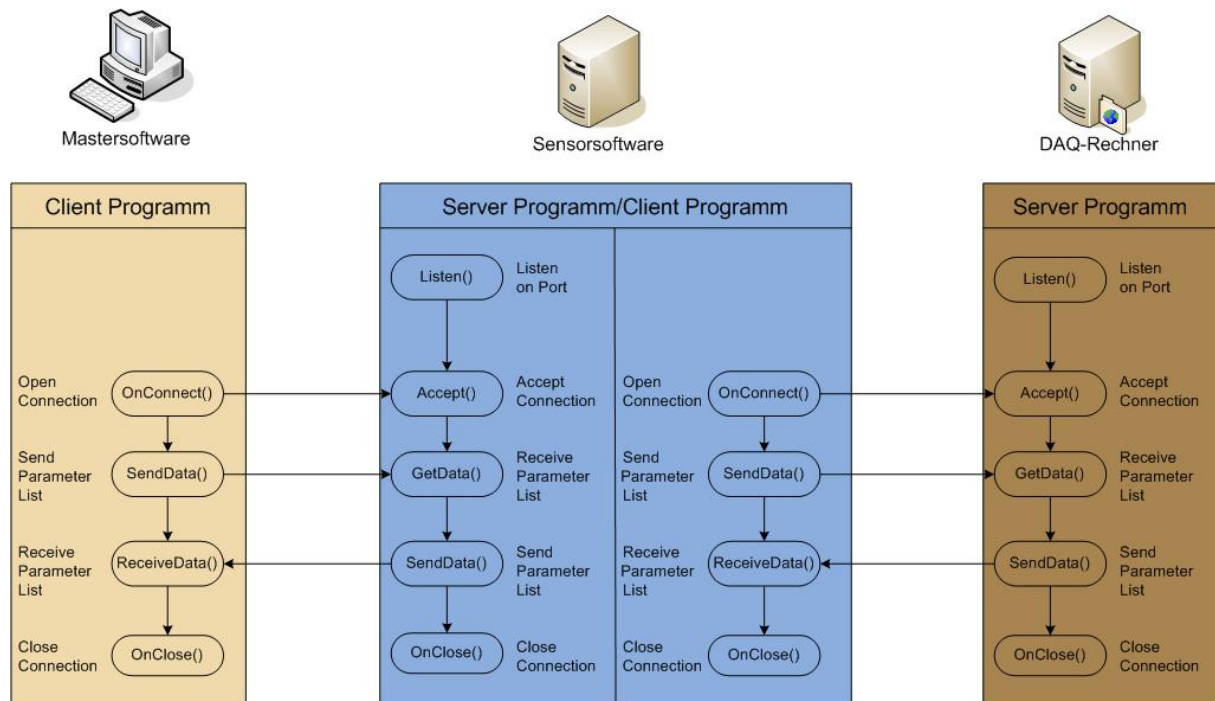 Mastersoftware
Sensorsoftware
DAQ-Rechner
Client Programm
Server Programm/Client Programm
Server Programm
Open
Connection
OnConnect()
Send
Parameter
List
SendData()
Receive
Parameter
List
ReceiveData()
Close
Connection
OnClose()
Listen()
Listen
on Port
Accept()
Accept
Connection
GetData()
Receive
Parameter
List
SendData()
Send
Parameter
List
OnClose()
Close
Connection
Open
Connection
OnConnect()
Send
Parameter
List
SendData()
Receive
Parameter
List
ReceiveData()
Close
Connection
OnClose()
Listen()
Listen
on Port
Accept()
Accept
Connection
GetData()
Receive
Parameter
List
SendData()
Send
Parameter
List
OnClose()
Close
Connection